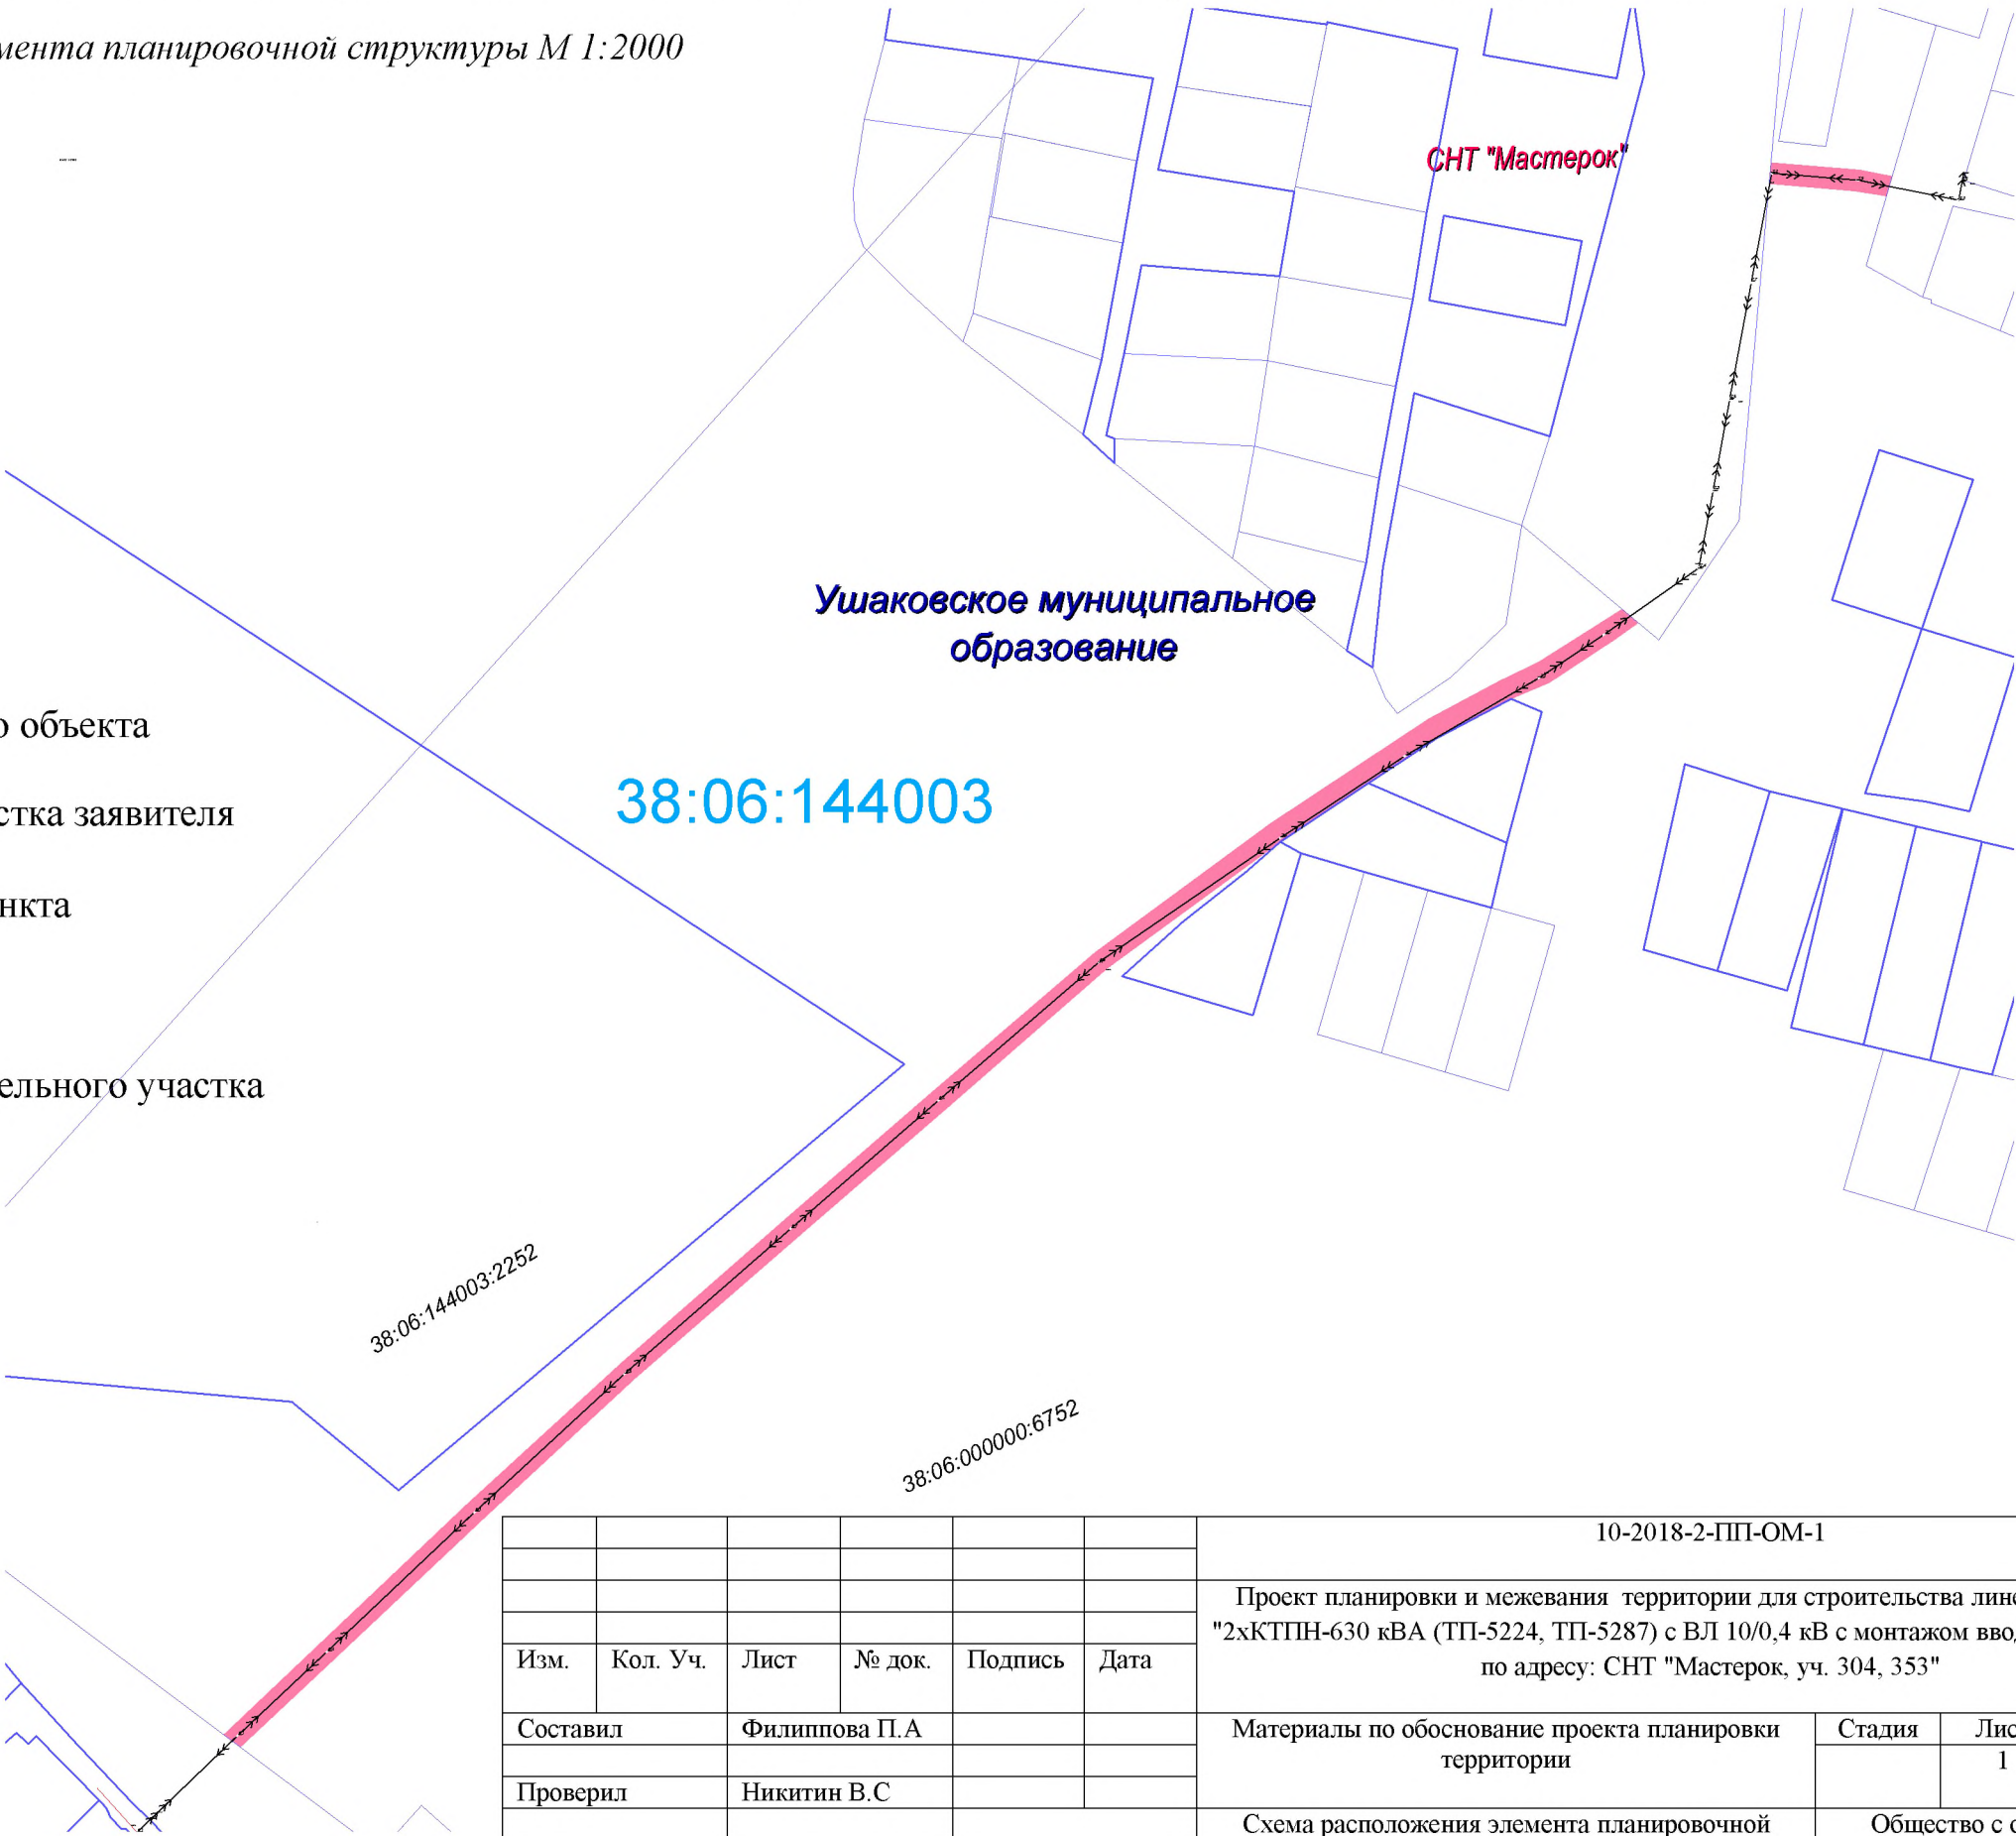 мента планировочной структуры М 1:2000
СНТ "Мастерок"
Ушаковское муниципальное
образование
о объекта
38:06:144003
стка заявителя
нкта
ельного участка
38:06:144003:2252
38:06:000000:6752
10-2018-2-ПП-ОМ-1
Проект планировки и межевания территории для строительства лин
"2хКТПН-630 кВА (ТП-5224, ТП-5287) с ВЛ 10/0,4 кВ с монтажом вво
по адресу: СНТ "Мастерок, уч. 304, 353"
Изм. Кол. Уч. Лист № док. Подпись Дата
Составил Филиппова П.А
Материалы по обоснование проекта планировки
территории
Стадия Лис
1
Проверил Никитин В.С
Схема расположения элемента планировочной
Общество с о